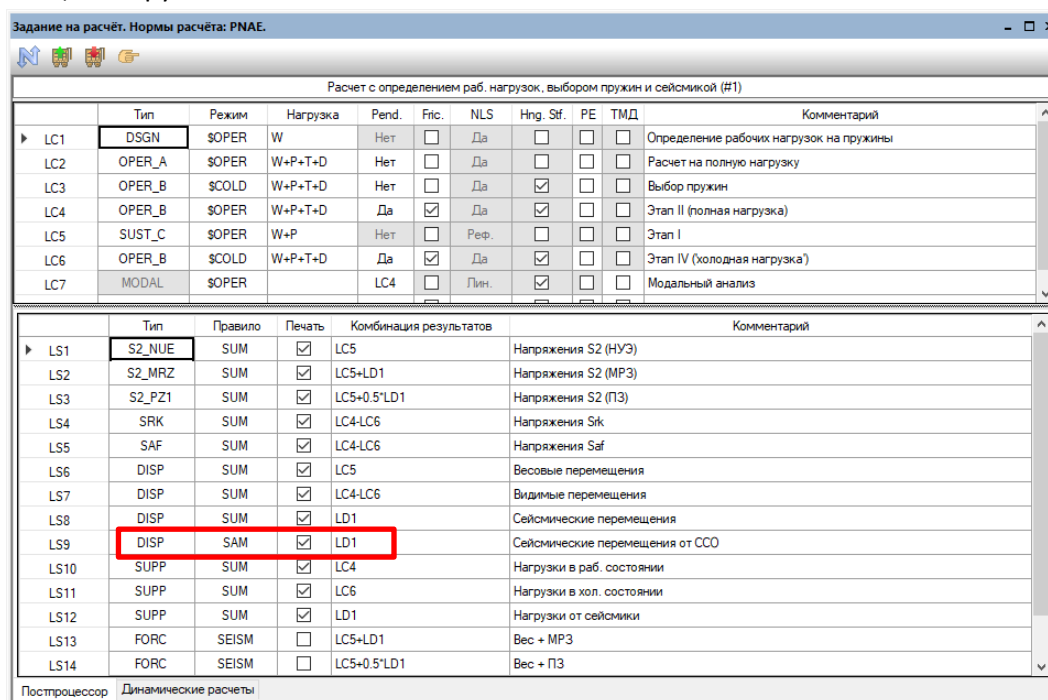 Задание на расчёт. Нормы расчёта: PNAE.
Расчет с определением раб. нагрузок, выбором пружин и сейсмикой (#1)
Тип Режим Нагрузка Pend. Fric. NLS Hng. Stf. PE ТМД Комментарий
LC1 DSGN $OPER W Нет Да Определение рабочих нагрузок на пружины
LC2 OPER_A $OPER W+P+T+D Нет Да Расчет на полную нагрузку
LC3 OPER_B $COLD W+P+T+D Нет Да Выбор пружин
LC4 OPER_B $OPER W+P+T+D Да Да Этап II (полная нагрузка)
LC5 SUST_C $OPER W+P Нет Реф. Этап I
LC6 OPER_B $COLD W+P+T+D Да Да Этап IV ('холодная нагрузка')
LC7 MODAL $OPER LC4 Лин. Модальный анализ
Тип Правило Печать Комбинация результатов Комментарий
LS1 S2_NUE SUM LC5 Напряжения S2 (НУЭ)
LS2 S2_MRZ SUM LC5+LD1 Напряжения S2 (МРЗ)
LS3 S2_PZ1 SUM LC5+0.5*LD1 Напряжения S2 (ПЗ)
LS4 SRK SUM LC4-LC6 Напряжения Srk
LS5 SAF SUM LC4-LC6 Напряжения Saf
LS6 DISP SUM LC5 Весовые перемещения
LS7 DISP SUM LC4-LC6 Видимые перемещения
LS8 DISP SUM LD1 Сейсмические перемещения
LS9 DISP SAM LD1 Сейсмические перемещения от ССО
LS10 SUPP SUM LC4 Нагрузки в раб. состоянии
LS11 SUPP SUM LC6 Нагрузки в хол. состоянии
LS12 SUPP SUM LD1 Нагрузки от сейсмики
LS13 FORC SEISM LC5+LD1 Вес + МРЗ
LS14 FORC SEISM LC5+0.5*LD1 Вес + ПЗ
Постпроцессор Динамические расчеты